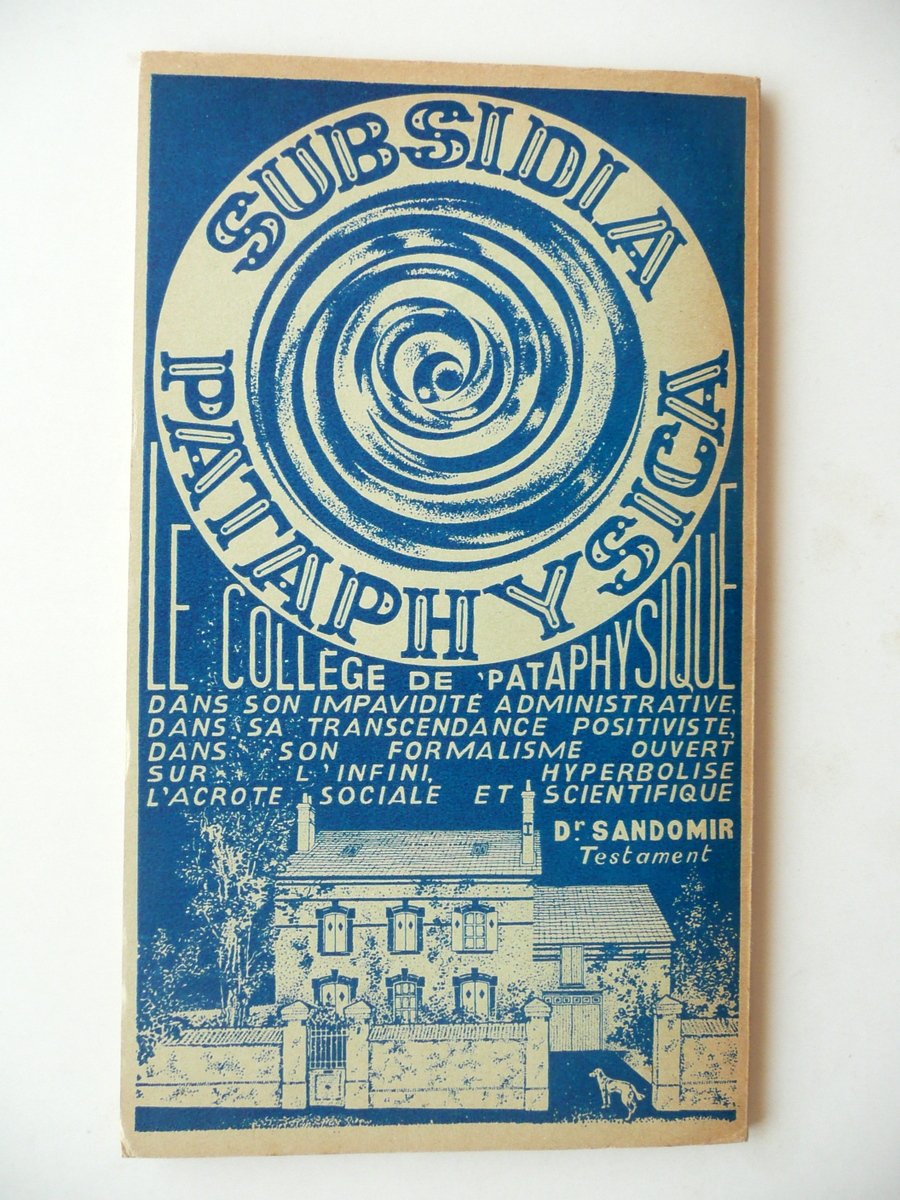 SUBSIDIA
PATAPHYSICA
LE COLLÈGE DE 'PATAPHYSIQUE
DANS SON IMPAVIDITÉ ADMINISTRATIVE,
DANS SA TRANSCENDANCE POSITIVISTE,
DANS SON FORMALISME OUVERT
SUR L'INFINI, HYPERBOLISE
L'ACROTE SOCIALE ET SCIENTIFIQUE
Dr SANDOMIR
Testament